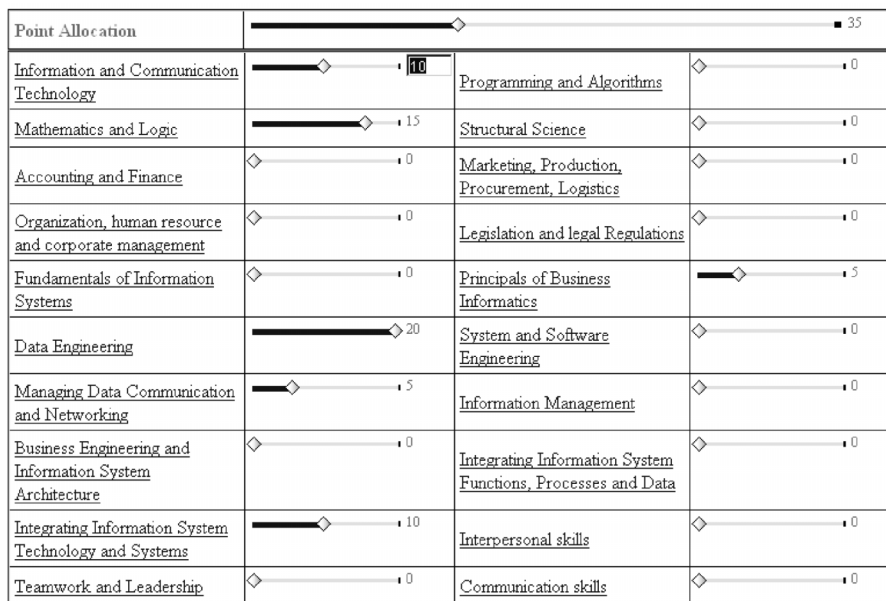 Point Allocation 35
Information and Communication
Technology
10
Programming and Algorithms
0
Mathematics and Logic
15
Structural Science
0
Accounting and Finance
0
Marketing, Production,
Procurement, Logistics
0
Organization, human resource
and corporate management
0
Legislation and legal Regulations
0
Fundamentals of Information
Systems
0
Principals of Business
Informatics
5
Data Engineering
20
System and Software
Engineering
0
Managing Data Communication
and Networking
5
Information Management
0
Business Engineering and
Information System
Architecture
0
Integrating Information System
Functions, Processes and Data
0
Integrating Information System
Technology and Systems
10
Interpersonal skills
0
Teamwork and Leadership
0
Communication skills
0